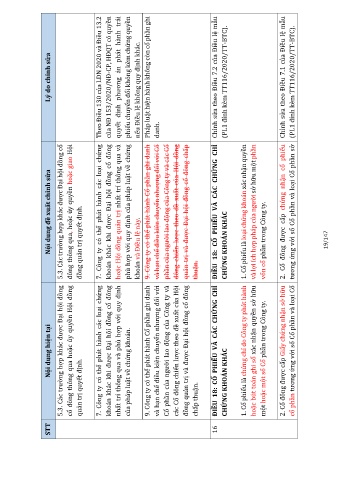 STT
Nội dung hiện tại
Nội dung đề xuất chỉnh sửa
Lý do chỉnh sửa
5.3. Các trường hợp khác được Đại hội đồng
cổ đông thông qua hoặc ủy quyền Hội đồng
quản trị quyết định.
5.3. Các trường hợp khác được Đại hội đồng cổ
đông thông qua, hoặc ủy quyền hoặc giao Hội
đồng quản trị quyết định.
7. Công ty có thể phát hành các loại chứng
khoán khác khi được Đại hội đồng cổ đông
nhất trí thông qua và phù hợp với quy định
của pháp luật về chứng khoán.
7. Công ty có thể phát hành các loại chứng
khoán khác khi được Đại hội đồng cổ đông
hoặc Hội đồng quản trị nhất trí thông qua và
phù hợp với quy định của pháp luật về chứng
khoán và Điều lệ này.
Theo Điều 130 của LDN 2020 và Điều 13.2
của NĐ 153/2020/NĐ-CP, HĐQT có quyền
quyết định phương án phát hành trái
phiếu chuyển đổi không kèm chứng quyền
nếu Điều lệ không quy định khác.
9. Công ty có thể phát hành Cổ phần ghi danh
và hạn chế điều kiện chuyển nhượng đối với
Cổ phần của người lao động của Công ty và
các Cổ đông chiến lược theo đề xuất của Hội
đồng quản trị và được Đại hội đồng cổ đông
chấp thuận.
9. Công ty có thể phát hành Cổ phần ghi danh
và hạn chế điều kiện chuyển nhượng đối với Cổ
phần của người lao động của Công ty và các Cổ
đông chiến lược theo đề xuất của Hội đồng
quản trị và được Đại hội đồng cổ đông chấp
thuận.
Pháp luật hiện hành không còn cổ phần ghi
danh.
16
ĐIỀU 18: CỔ PHIẾU VÀ CÁC CHỨNG CHỈ
CHỨNG KHOÁN KHÁC
ĐIỀU 18: CỔ PHIẾU VÀ CÁC CHỨNG CHỈ
CHỨNG KHOÁN KHÁC
1. Cổ phiếu là chứng chỉ do Công ty phát hành
hoặc bút toán ghi sổ xác nhận quyền sở hữu
một hoặc một số Cổ phần trong Công ty.
1. Cổ phiếu là loại chứng khoán xác nhận quyền
và lợi ích hợp pháp của người sở hữu một phần
vốn cổ phần trong Công ty.
Chỉnh sửa theo Điều 7.2 của Điều lệ mẫu
(PL1 đính kèm TT116/2020/TT-BTC).
2. Cổ đông được cấp Giấy chứng nhận sở hữu
cổ phần tương ứng với số Cổ phần và loại Cổ
2. Cổ đông được cấp chứng nhận cổ phiếu
tương ứng với số Cổ phần và loại Cổ phần sở
Chỉnh sửa theo Điều 7.1 của Điều lệ mẫu
(PL1 đính kèm TT116/2020/TT-BTC).
19/147